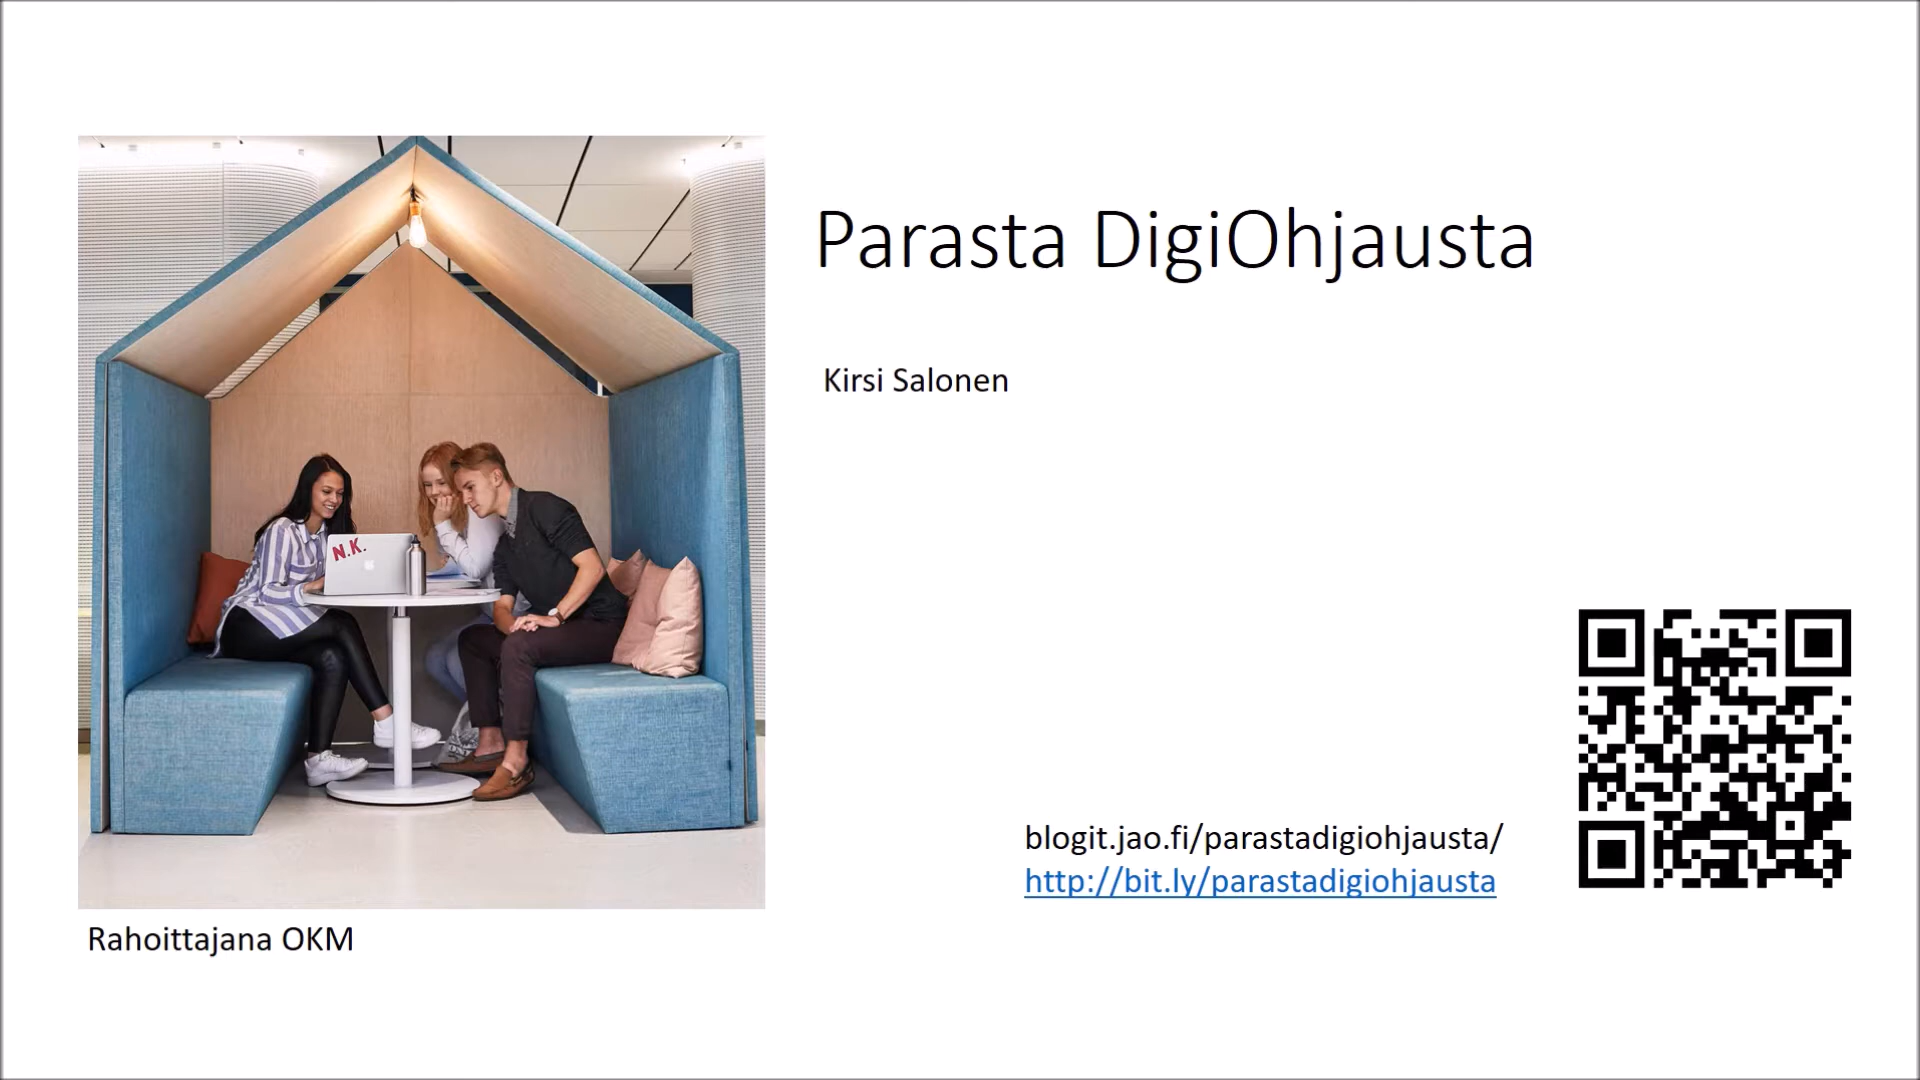 Parasta DigiOhjausta
Kirsi Salonen
N.K.
blogit.jao.fi/parastadigiohjausta/
http://bit.ly/parastadigiohjausta
Rahoittajana OKM